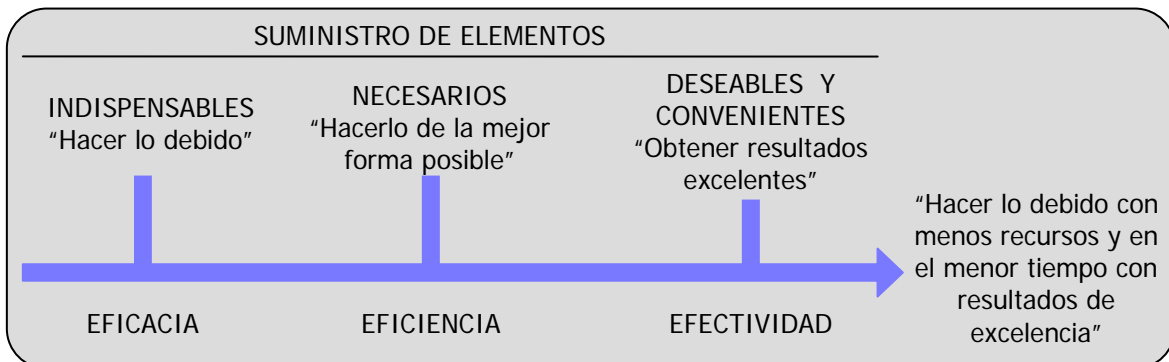 SUMINISTRO DE ELEMENTOS
INDISPENSABLES
“Hacer lo debido”
NECESARIOS
“Hacerlo de la mejor
forma posible”
DESEABLES Y
CONVENIENTES
“Obtener resultados
excelentes”
“Hacer lo debido con
menos recursos y en
el menor tiempo con
resultados de
excelencia”
EFICACIA
EFICIENCIA
EFECTIVIDAD